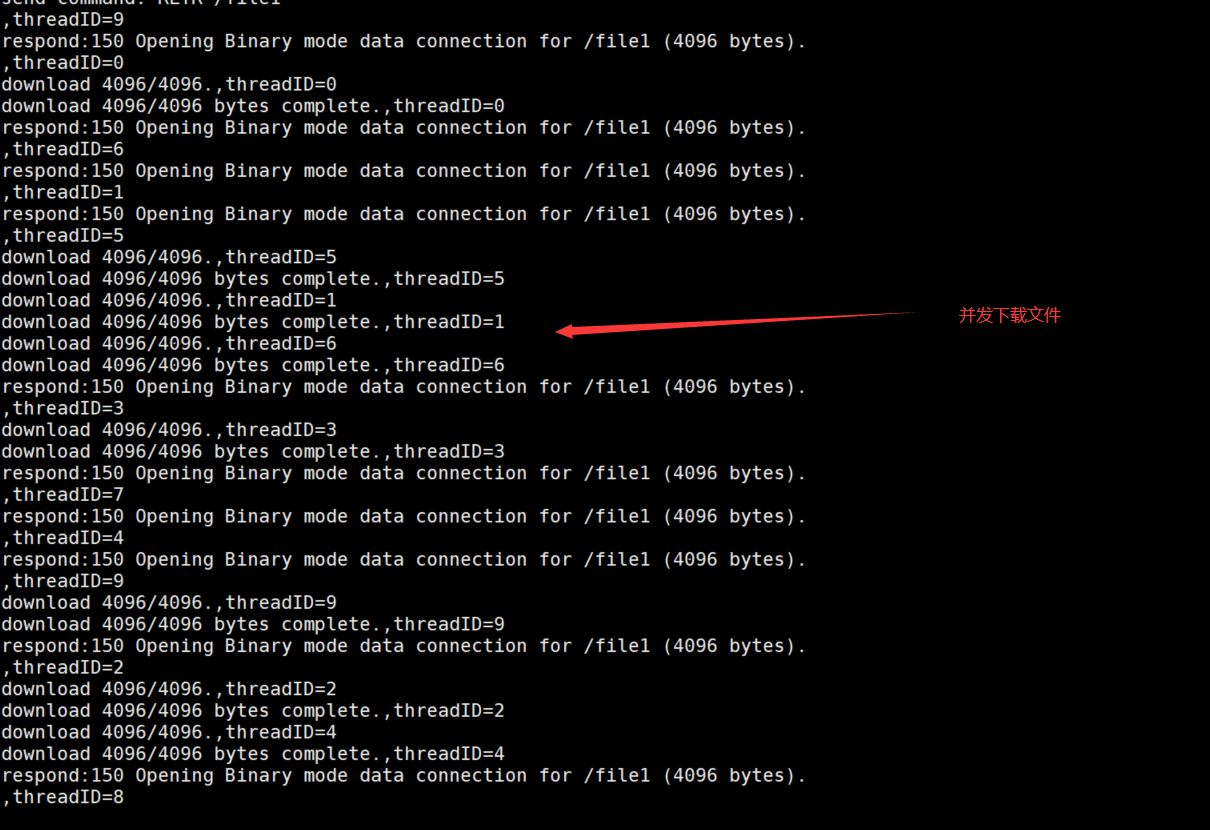 send command: RETR /file1
,threadID=9
respond:150 Opening Binary mode data connection for /file1 (4096 bytes).
,threadID=0
download 4096/4096.,threadID=0
download 4096/4096 bytes complete.,threadID=0
respond:150 Opening Binary mode data connection for /file1 (4096 bytes).
,threadID=6
respond:150 Opening Binary mode data connection for /file1 (4096 bytes).
,threadID=1
respond:150 Opening Binary mode data connection for /file1 (4096 bytes).
,threadID=5
download 4096/4096.,threadID=5
download 4096/4096 bytes complete.,threadID=5
download 4096/4096.,threadID=1
download 4096/4096 bytes complete.,threadID=1
并发下载文件
download 4096/4096.,threadID=6
download 4096/4096 bytes complete.,threadID=6
respond:150 Opening Binary mode data connection for /file1 (4096 bytes).
,threadID=3
download 4096/4096.,threadID=3
download 4096/4096 bytes complete.,threadID=3
respond:150 Opening Binary mode data connection for /file1 (4096 bytes).
,threadID=7
respond:150 Opening Binary mode data connection for /file1 (4096 bytes).
,threadID=4
respond:150 Opening Binary mode data connection for /file1 (4096 bytes).
,threadID=9
download 4096/4096.,threadID=9
download 4096/4096 bytes complete.,threadID=9
respond:150 Opening Binary mode data connection for /file1 (4096 bytes).
,threadID=2
download 4096/4096.,threadID=2
download 4096/4096 bytes complete.,threadID=2
download 4096/4096.,threadID=4
download 4096/4096 bytes complete.,threadID=4
respond:150 Opening Binary mode data connection for /file1 (4096 bytes).
,threadID=8